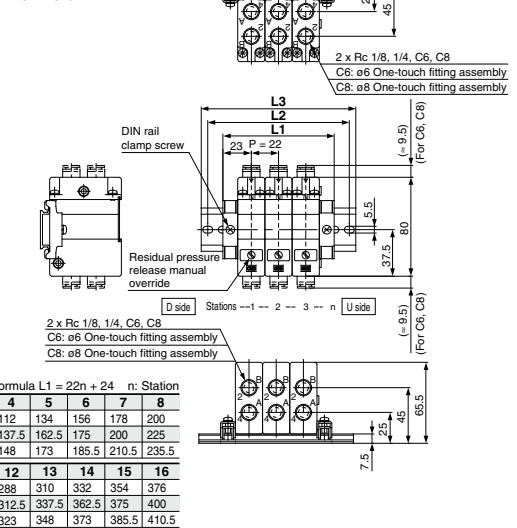 45
2 x Rc 1/8, 1/4, C6, C8
C6: ø6 One-touch fitting assembly
C8: ø8 One-touch fitting assembly
L3
L2
L1
DIN rail
clamp screw
23
P = 22
(≈ 9.5)
(For C6, C8)
5.5
80
37.5
Residual pressure
release manual
override
D side
Stations --1 -- 2 -- 3 -- n
U side
(≈ 9.5)
(For C6, C8)
2 x Rc 1/8, 1/4, C6, C8
C6: ø6 One-touch fitting assembly
C8: ø8 One-touch fitting assembly
B
A
4
2
25
45
65.5
7.5
ormula L1 = 22n + 24 n: Station
4 5 6 7 8
112 134 156 178 200
137.5 162.5 175 200 225
148 173 185.5 210.5 235.5
12 13 14 15 16
288 310 332 354 376
312.5 337.5 362.5 375 400
323 348 373 385.5 410.5